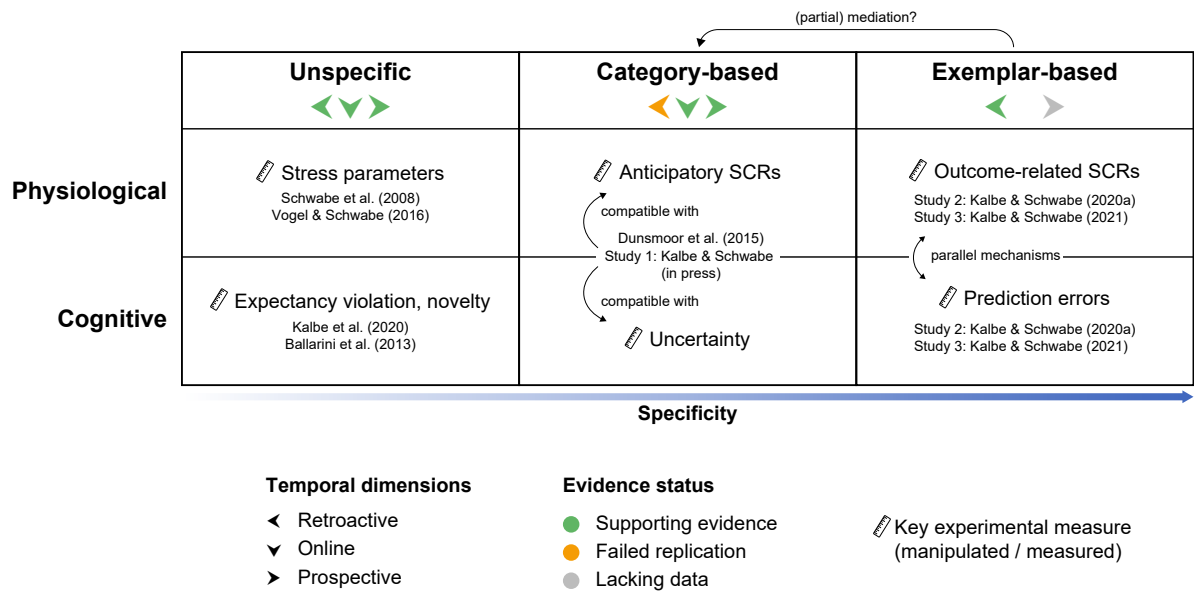 (partial) mediation?
Unspecific
Category-based
Exemplar-based
Physiological
Stress parameters
Schwabe et al. (2008)
Vogel & Schwabe (2016)
Anticipatory SCRs
compatible with
Dunsmoor et al. (2015)
Study 1: Kalbe & Schwabe
(in press)
compatible with
Uncertainty
Outcome-related SCRs
Study 2: Kalbe & Schwabe (2020a)
Study 3: Kalbe & Schwabe (2021)
parallel mechanisms
Cognitive
Expectancy violation, novelty
Kalbe et al. (2020)
Ballarini et al. (2013)
Prediction errors
Study 2: Kalbe & Schwabe (2020a)
Study 3: Kalbe & Schwabe (2021)
Specificity
Temporal dimensions
Retroactive
Online
Prospective
Evidence status
Supporting evidence
Failed replication
Lacking data
Key experimental measure
(manipulated / measured)